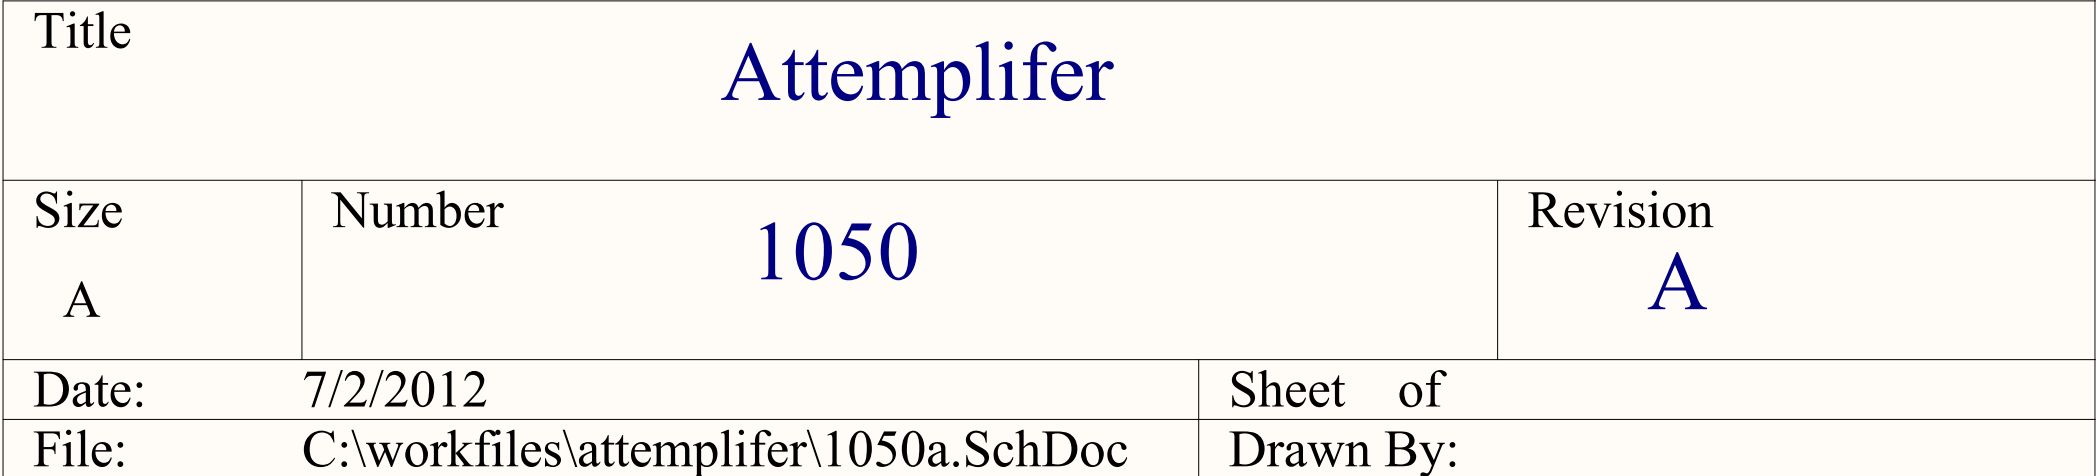 Title
Attemplifer
Size
Number
Revision
A
1050
A
Date: 7/2/2012
Sheet of
File: C:\workfiles\attemplifer\1050a.SchDoc
Drawn By: